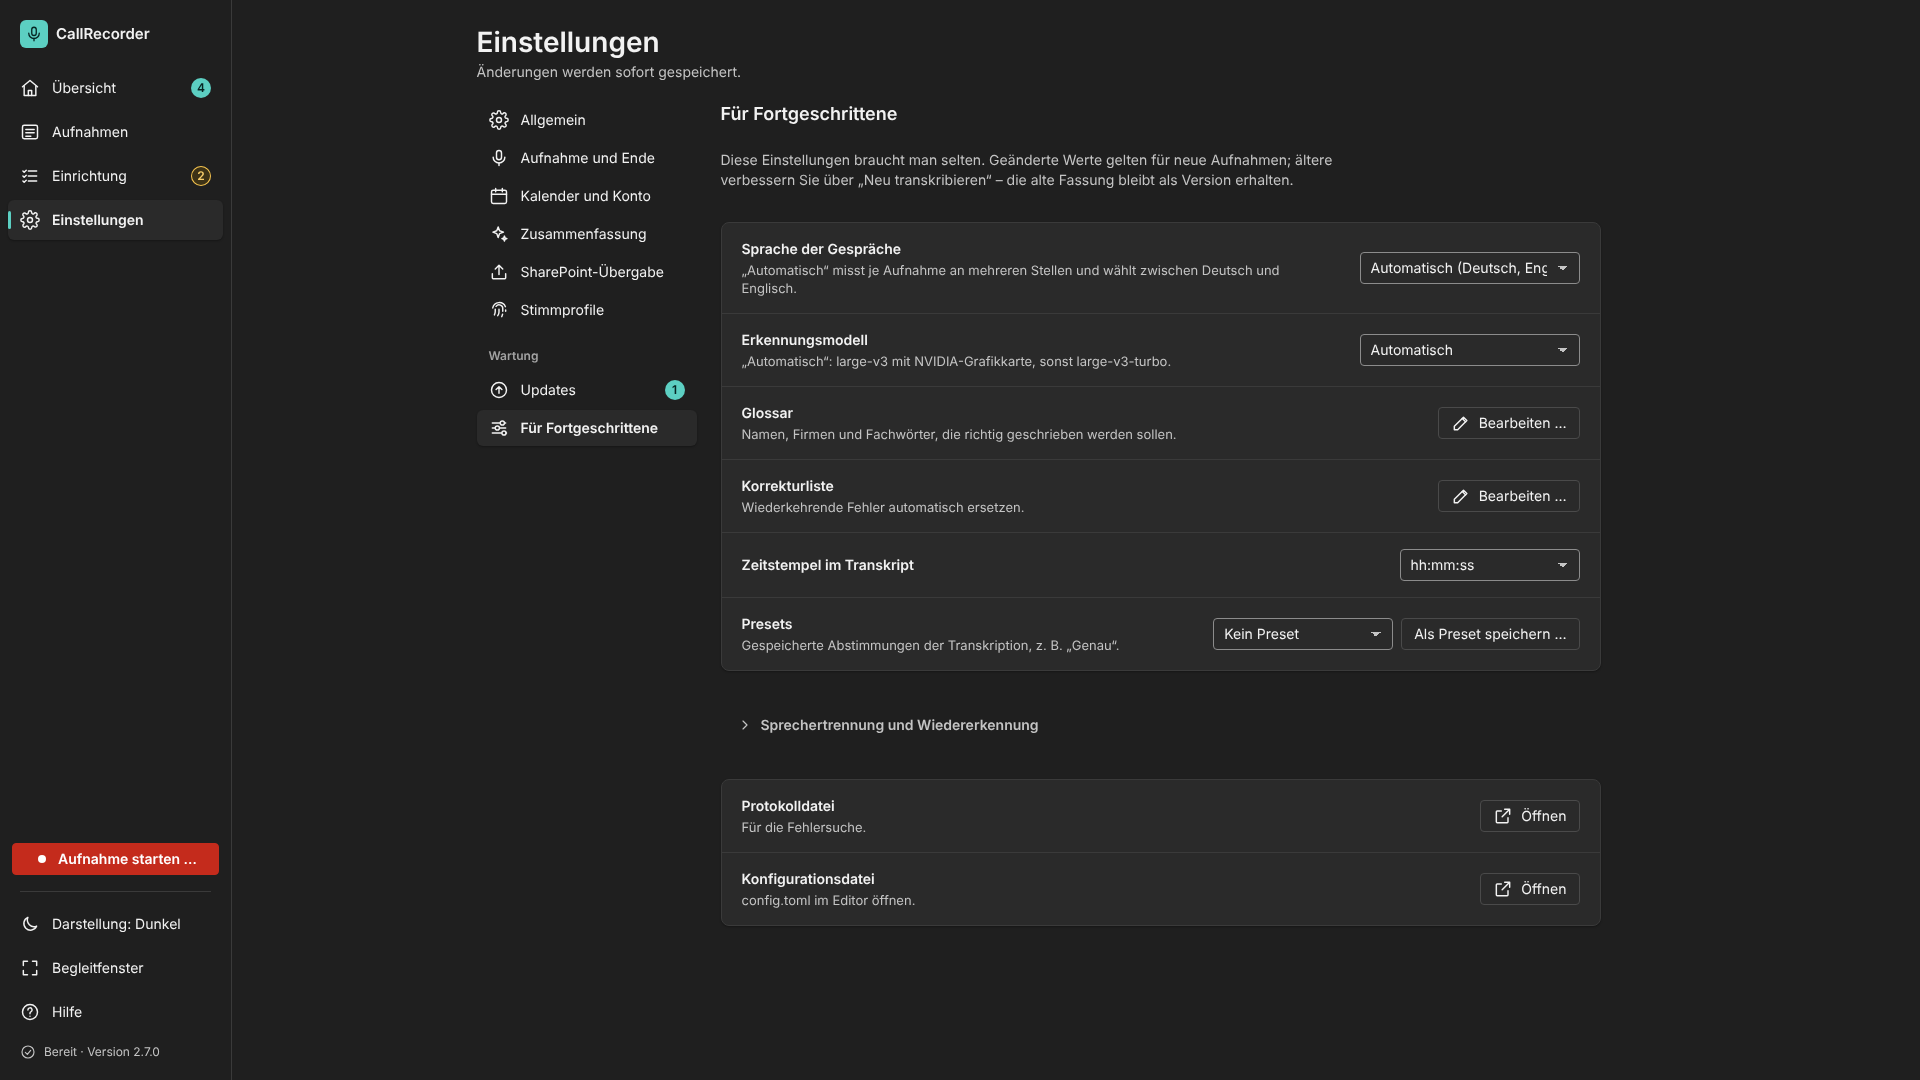 CallRecorder
Übersicht
4
Aufnahmen
Einrichtung
2
Einstellungen
Aufnahme starten ...
Darstellung: Dunkel
Begleitfenster
Hilfe
Bereit · Version 2.7.0
Einstellungen
Änderungen werden sofort gespeichert.
Allgemein
Aufnahme und Ende
Kalender und Konto
Zusammenfassung
SharePoint-Übergabe
Stimmprofile
Wartung
Updates
1
Für Fortgeschrittene
Für Fortgeschrittene
Diese Einstellungen braucht man selten. Geänderte Werte gelten für neue Aufnahmen; ältere
verbessern Sie über „Neu transkribieren“ – die alte Fassung bleibt als Version erhalten.
Sprache der Gespräche
„Automatisch“ misst je Aufnahme an mehreren Stellen und wählt zwischen Deutsch und
Englisch.
Automatisch (Deutsch, Eng
Erkennungsmodell
„Automatisch“: large-v3 mit NVIDIA-Grafikkarte, sonst large-v3-turbo.
Automatisch
Glossar
Namen, Firmen und Fachwörter, die richtig geschrieben werden sollen.
Bearbeiten ...
Korrekturliste
Wiederkehrende Fehler automatisch ersetzen.
Bearbeiten ...
Zeitstempel im Transkript
hh:mm:ss
Presets
Gespeicherte Abstimmungen der Transkription, z. B. „Genau“.
Kein Preset
Als Preset speichern ...
Sprechertrennung und Wiedererkennung
Protokolldatei
Für die Fehlersuche.
Öffnen
Konfigurationsdatei
config.toml im Editor öffnen.
Öffnen